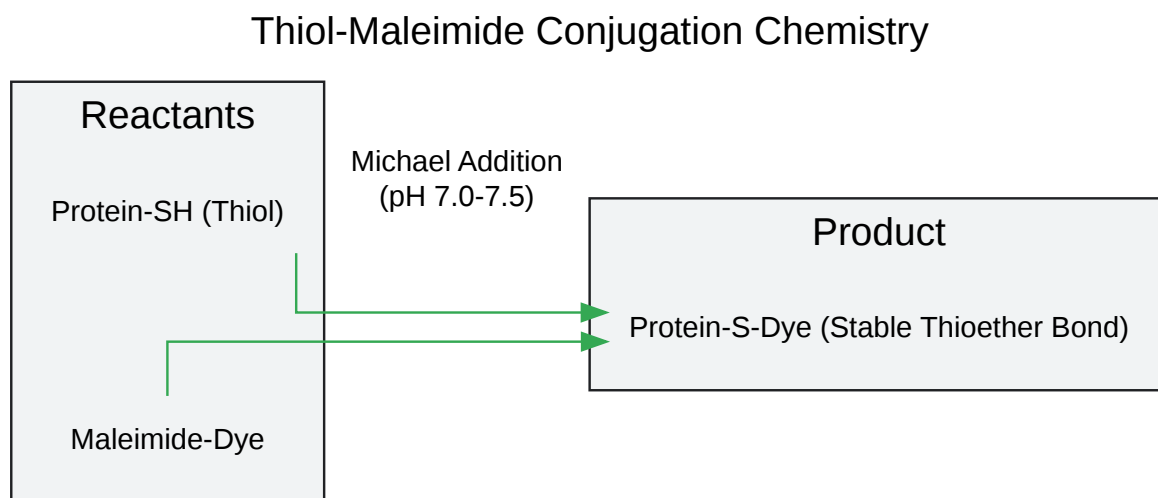 Thiol-Maleimide Conjugation Chemistry
Reactants
Protein-SH (Thiol)
Maleimide-Dye
Michael Addition
(pH 7.0-7.5)
Product
Protein-S-Dye (Stable Thioether Bond)